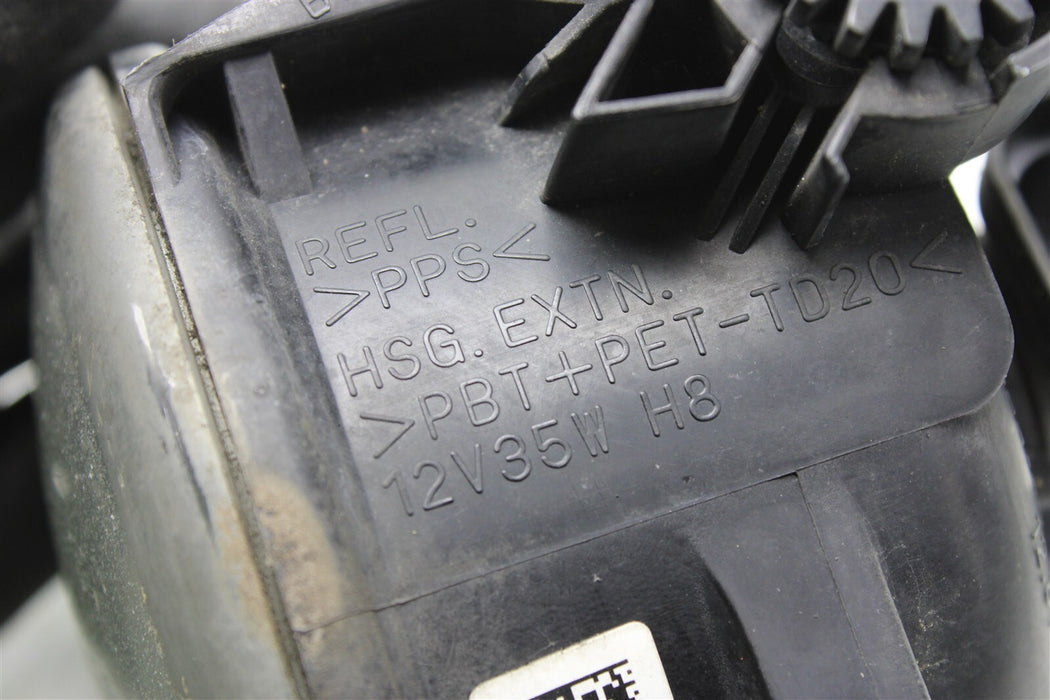 REFL.
>PPS<
HSG. EXTN.
>PBT+PET-TD20<
12V35W H8